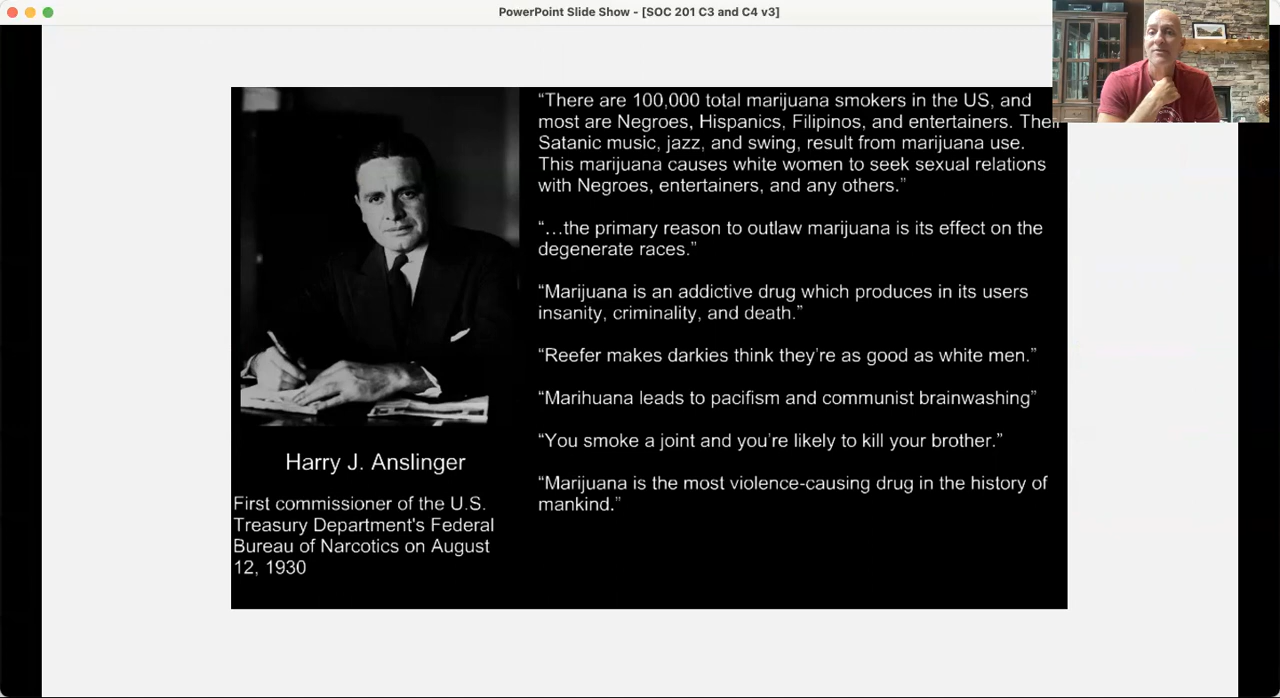 PowerPoint Slide Show - [SOC 201 C3 and C4 v3]
“There are 100,000 total marijuana smokers in the US, and
most are Negroes, Hispanics, Filipinos, and entertainers. Their
Satanic music, jazz, and swing, result from marijuana use.
This marijuana causes white women to seek sexual relations
with Negroes, entertainers, and any others.”
“…the primary reason to outlaw marijuana is its effect on the
degenerate races.”
“Marijuana is an addictive drug which produces in its users
insanity, criminality, and death.”
“Reefer makes darkies think they’re as good as white men.”
“Marihuana leads to pacifism and communist brainwashing”
“You smoke a joint and you’re likely to kill your brother.”
“Marijuana is the most violence-causing drug in the history of
mankind.”
Harry J. Anslinger
First commissioner of the U.S.
Treasury Department's Federal
Bureau of Narcotics on August
12, 1930